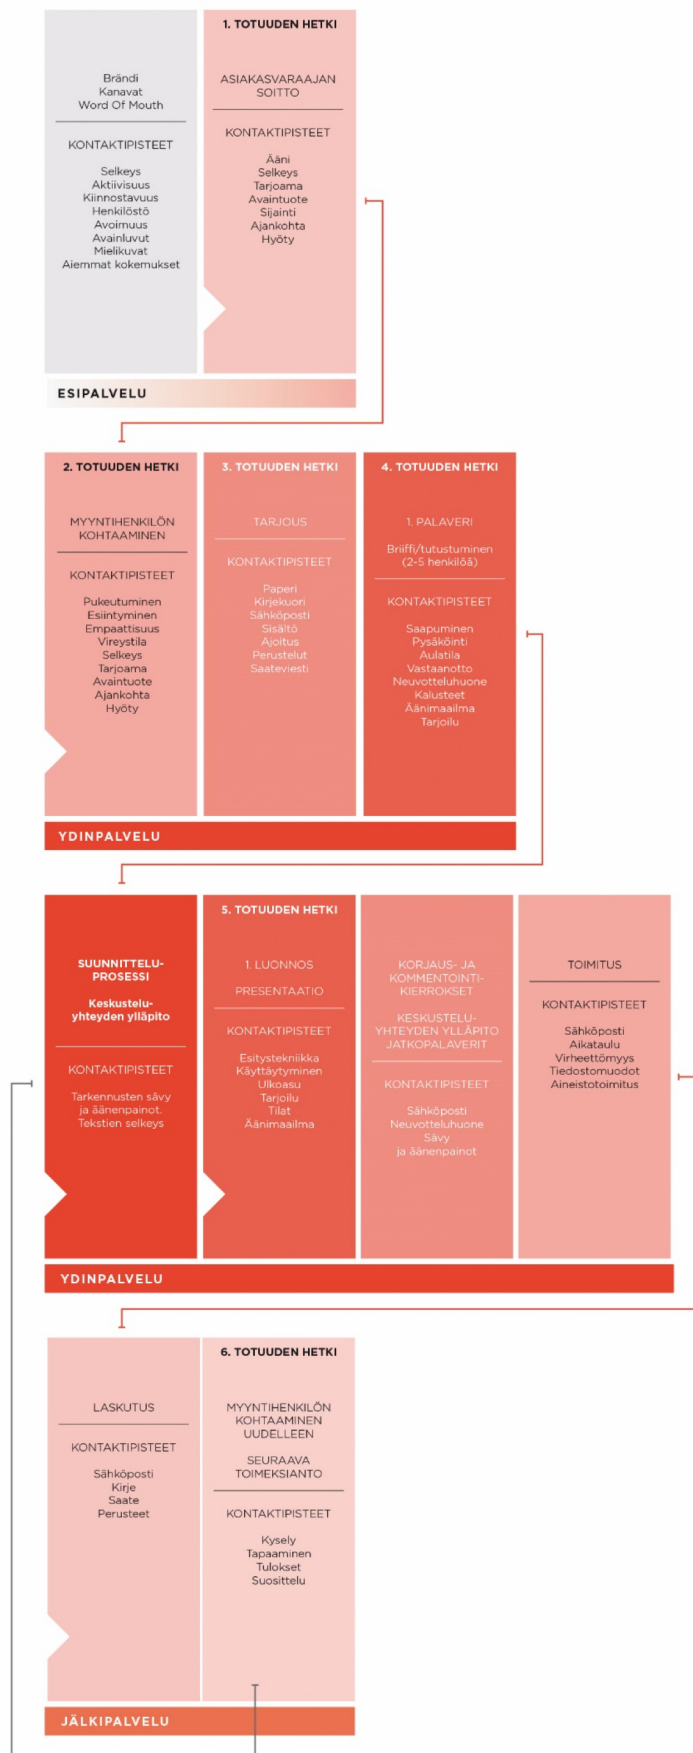 Brändi
Kanavat
Word Of Mouth
KONTAKTIPISTEET
Selkeys
Aktiivisuus
Kiinnostavuus
Henkilöstö
Avoimuus
Avainluvut
Mielikuvat
Aiemmat kokemukset
1. TOTUUDEN HETKI
ASIAKASVARAAJAN
SOITTO
KONTAKTIPISTEET
Ääni
Selkeys
Tarjoama
Avaintuote
Sijainti
Ajankohta
Hyöty
ESIPALVELU
2. TOTUUDEN HETKI
MYYNTIHENKILÖN
KOHTAAMINEN
KONTAKTIPISTEET
Pukeutuminen
Esiintyminen
Empaattisuus
Vireystila
Selkeys
Tarjoama
Avaintuote
Ajankohta
Hyöty
3. TOTUUDEN HETKI
TARJOUS
KONTAKTIPISTEET
Paperi
Kirjekuori
Sähköposti
Sisältö
Ajoitus
Perustelut
Saateviesti
4. TOTUUDEN HETKI
1. PALAVERI
Briiffi/tutustuminen
(2-5 henkilöä)
KONTAKTIPISTEET
Saapuminen
Pysäköinti
Aulatila
Vastaanotto
Neuvotteluhuone
Kalusteet
Äänimaailma
Tarjoilu
YDINPALVELU
SUUNNITTELU-
PROSESSI
Keskustelu-
yhteyden ylläpito
KONTAKTIPISTEET
Tarkennusten sävy
ja äänenpainot.
Tekstien selkeys
5. TOTUUDEN HETKI
1. LUONNOS
PRESENTAATIO
KONTAKTIPISTEET
Esitystekniikka
Käyttäytyminen
Ulkoasu
Tarjoilu
Tilat
Äänimaailma
KORJAUS- JA
KOMMENTOINTI-
KIERROKSET
KESKUSTELU-
YHTEYDEN YLLÄPITO
JATKOPALAVERIT
KONTAKTIPISTEET
Sähköposti
Neuvotteluhuone
Sävy
ja äänenpainot
TOIMITUS
KONTAKTIPISTEET
Sähköposti
Aikataulu
Virheettömyys
Tiedostomuodot
Aineistotoimitus
YDINPALVELU
LASKUTUS
KONTAKTIPISTEET
Sähköposti
Kirje
Saate
Perusteet
6. TOTUUDEN HETKI
MYYNTIHENKILÖN
KOHTAAMINEN
UUDELLEEN
SEURAAVA
TOIMEKSIANTO
KONTAKTIPISTEET
Kysely
Tapaaminen
Tulokset
Suosittelu
JÄLKIPALVELU